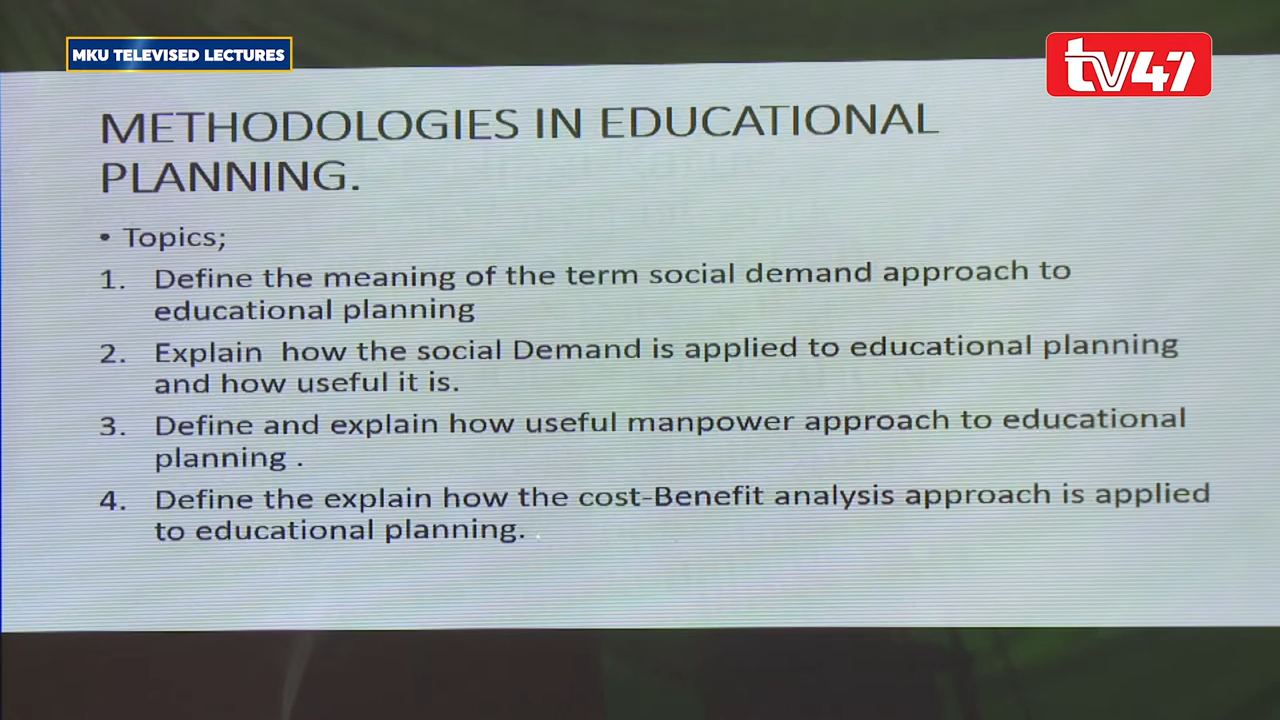 MKU TELEVISED LECTURES
tv47
METHODOLOGIES IN EDUCATIONAL
PLANNING.
• Topics;
1. Define the meaning of the term social demand approach to
educational planning
2. Explain how the social Demand is applied to educational planning
and how useful it is.
3. Define and explain how useful manpower approach to educational
planning .
4. Define the explain how the cost-Benefit analysis approach is applied
to educational planning.